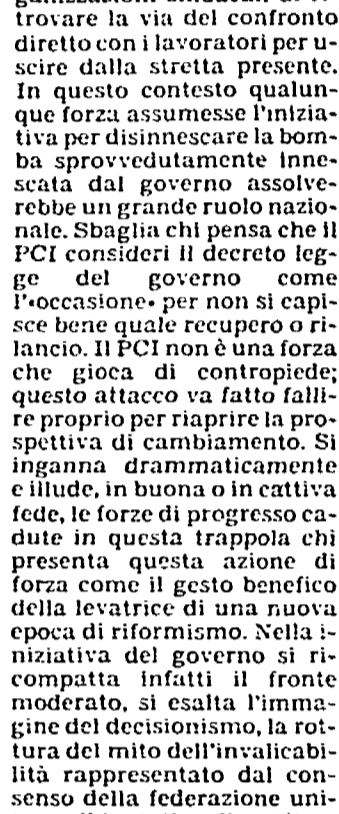 trovare la via del confronto
diretto con i lavoratori per u-
scire dalla stretta presente.
In questo contesto qualun-
que forza assumesse l'inizia-
tiva per disinnescare la bom-
ba sprovvedutamente inne-
scata dal governo assolve-
rebbe un grande ruolo nazio-
nale. Sbaglia chi pensa che il
PCI consideri il decreto leg-
ge del governo come
l'«occasione» per non si capi-
sce bene quale recupero o ri-
lancio. Il PCI non è una forza
che gioca di contropiede;
questo attacco va fatto falli-
re proprio per riaprire la pro-
spettiva di cambiamento. Si
inganna drammaticamente
e illude, in buona o in cattiva
fede, le forze di progresso ca-
dute in questa trappola chi
presenta questa azione di
forza come il gesto benefico
della levatrice di una nuova
epoca di riformismo. Nella i-
niziativa del governo si ri-
compatta infatti il fronte
moderato, si esalta l'imma-
gine del decisionismo, la rot-
tura del mito dell'invalicabi-
lità rappresentato dal con-
senso della federazione uni-